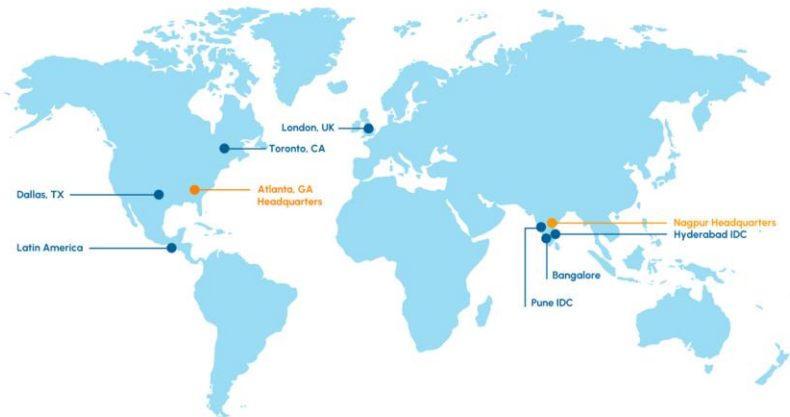 London, UK
Toronto, CA
Dallas, TX
Atlanta, GA
Headquarters
Latin America
Nagpur Headquarters
Hyderabad IDC
Bangalore
Pune IDC